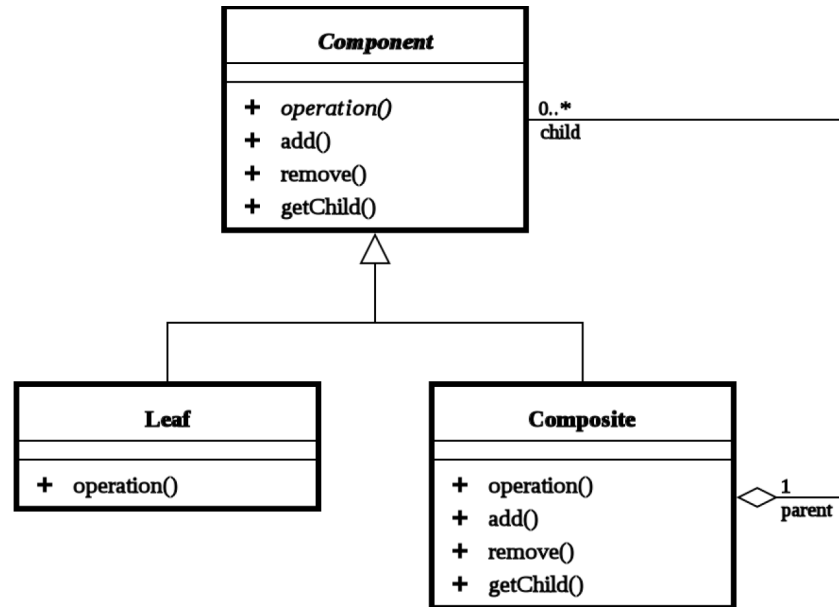 Component
+ operation()
+ add()
+ remove()
+ getChild()
0..*
child
Leaf
+ operation()
Composite
+ operation()
+ add()
+ remove()
+ getChild()
1
parent